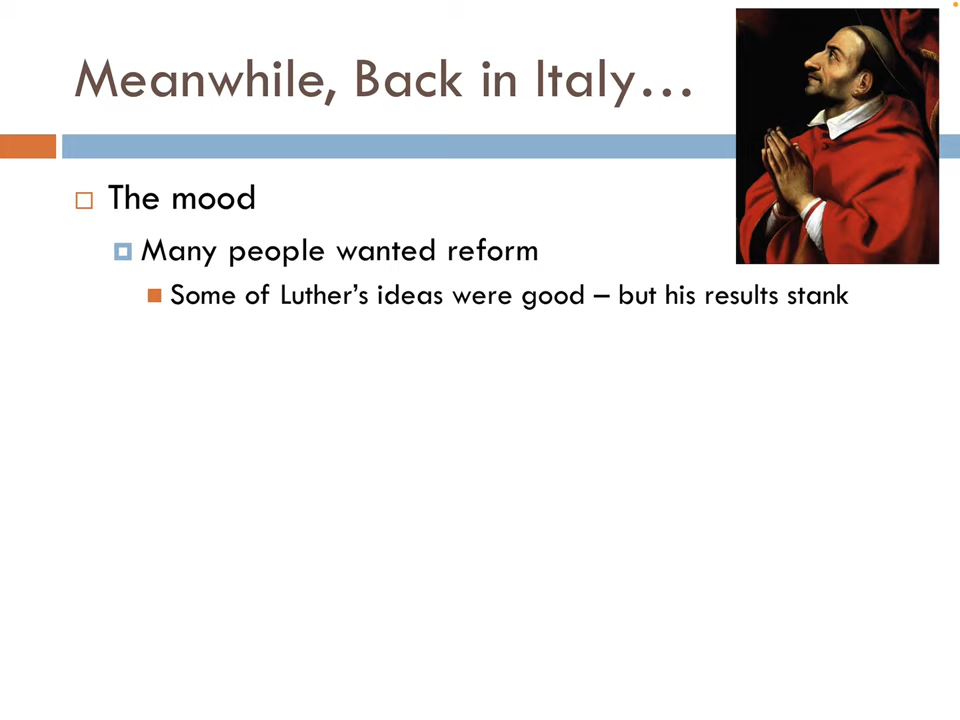 Meanwhile, Back in Italy…
The mood
Many people wanted reform
Some of Luther’s ideas were good – but his results stank